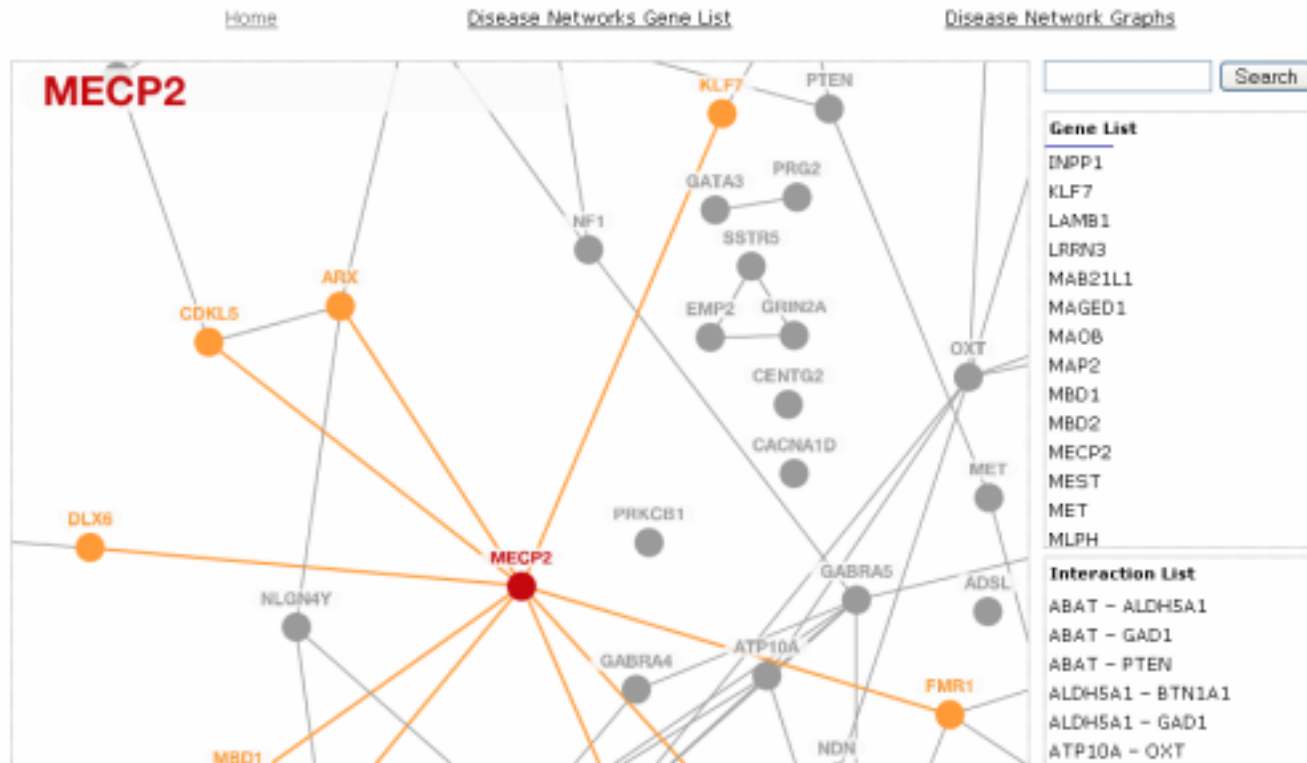 Home Disease Networks Gene List Disease Network Graphs
MECP2
KLF7
PTEN
Search
Gene List
INPP1
KLF7
LAMB1
LRRN3
MAB21L1
MAGED1
MAOB
MAP2
MBD1
MBD2
MECP2
MEST
MET
MLPH
GATA3
PRG2
NF1
SSTR5
ARX
CDKL5
EMP2
GRIN2A
OXT
CENTG2
CACNA1D
MET
DLX6
PRKCB1
MECP2
NLGN4Y
GABRA5
ADSL
GABRA4
ATP10A
FMR1
MBD1
NDN
Interaction List
ABAT - ALDH5A1
ABAT - GAD1
ABAT - PTEN
ALDH5A1 - BTN1A1
ALDH5A1 - GAD1
ATP10A - OXT